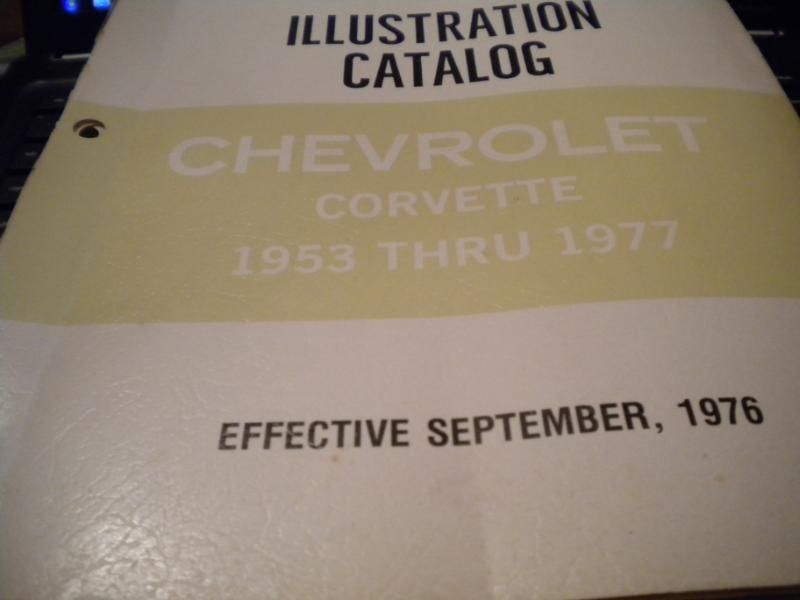 ILLUSTRATION
CATALOG
CHEVROLET
CORVETTE
1953 THRU 1977
EFFECTIVE SEPTEMBER, 1976